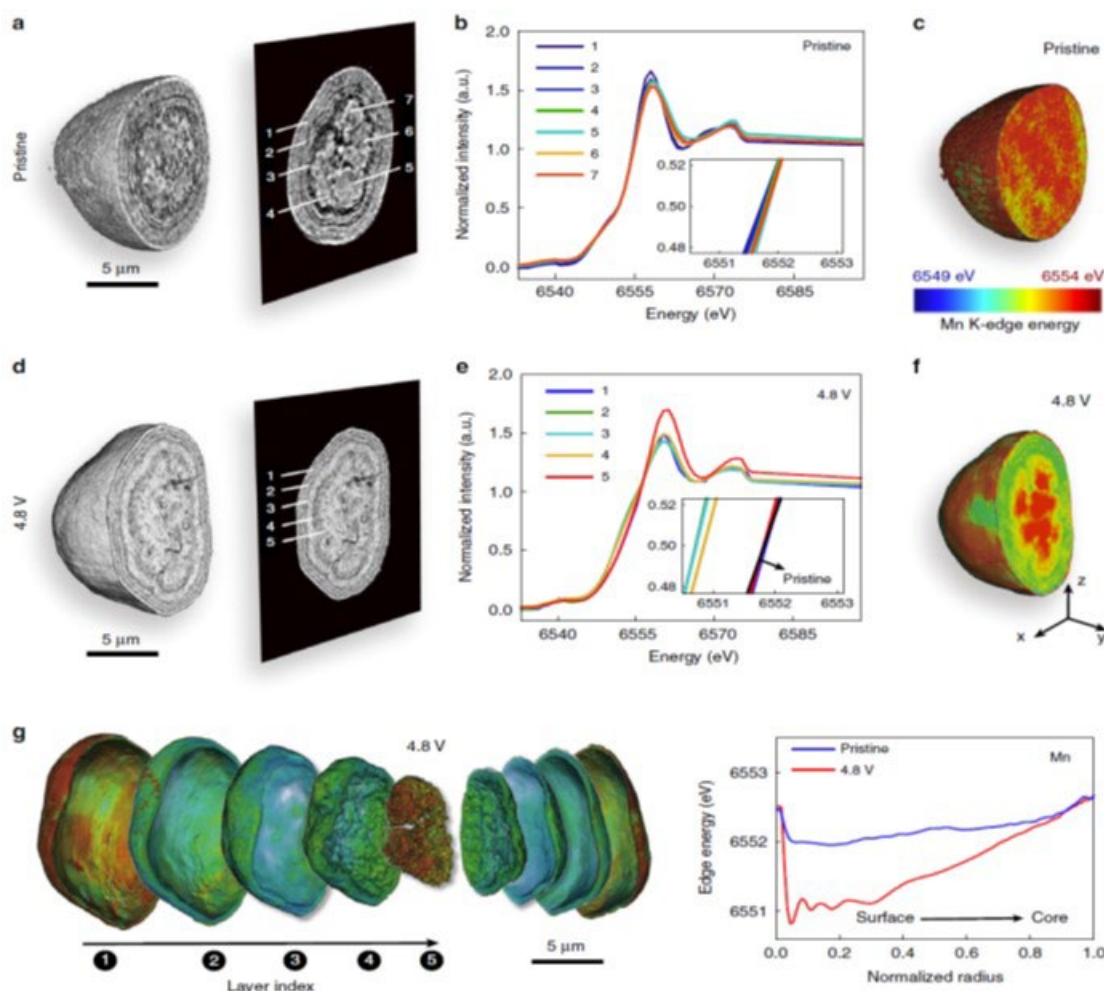 a
Pristine
5 μm
1
2
3
4
7
6
5
b
Pristine
1
2
3
4
5
6
7
Normalized intensity (a.u.)
2.0
1.5
1.0
0.5
0.0
0.52
0.50
0.48
6551 6552 6553
6540 6555 6570 6585
Energy (eV)
c
Pristine
6549 eV 6554 eV
Mn K-edge energy
d
4.8 V
5 μm
1
2
3
4
5
e
4.8 V
1
2
3
4
5
Normalized intensity (a.u.)
2.0
1.5
1.0
0.5
0.0
0.52
0.50
0.48
Pristine
6551 6552 6553
6540 6555 6570 6585
Energy (eV)
f
4.8 V
z
x
y
g
4.8 V
1 2 3 4 5
Layer index
5 μm
Pristine
4.8 V
Mn
Edge energy (eV)
6553
6552
6551
Surface Core
0.0 0.2 0.4 0.6 0.8 1.0
Normalized radius